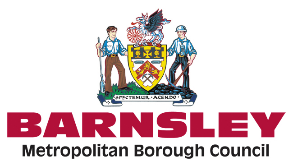 SPECTEMUR AGENDO
BARNSLEY
Metropolitan Borough Council